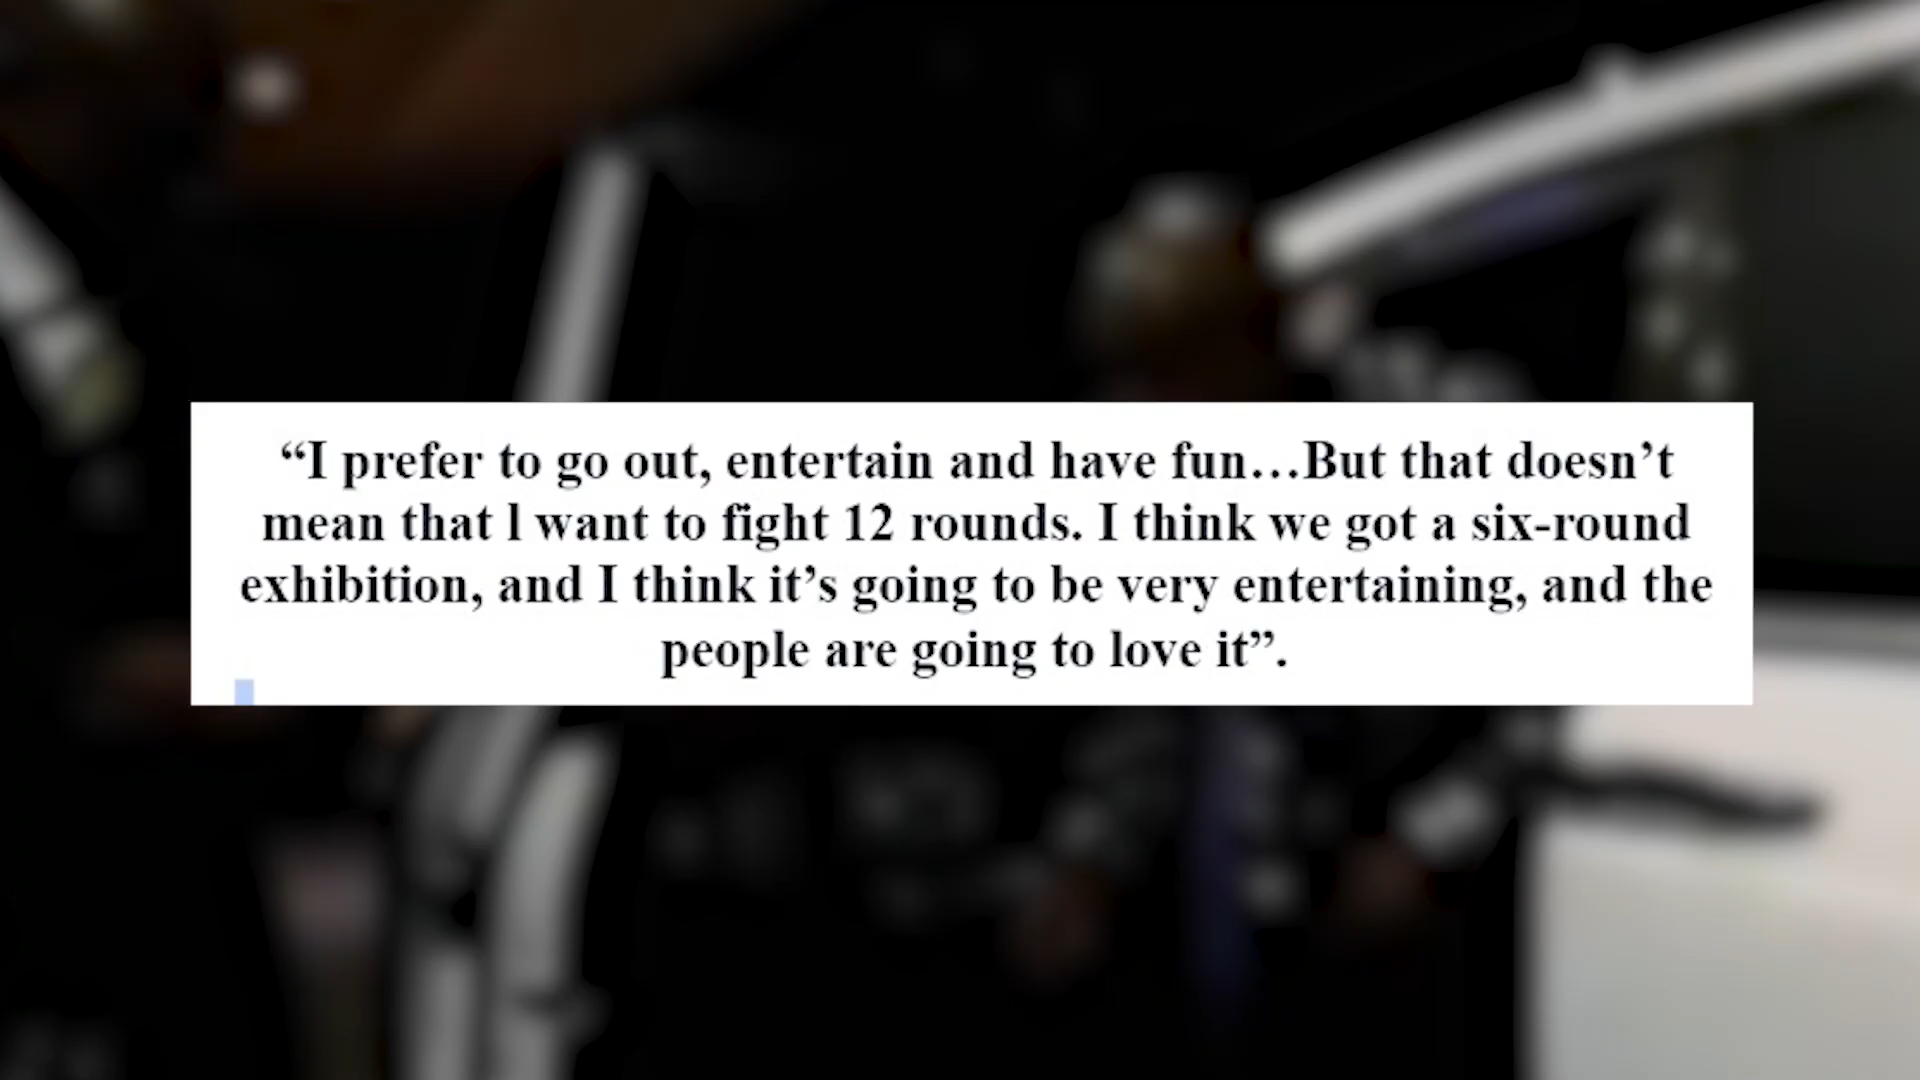 “I prefer to go out, entertain and have fun…But that doesn’t
mean that l want to fight 12 rounds. I think we got a six-round
exhibition, and I think it’s going to be very entertaining, and the
people are going to love it”.